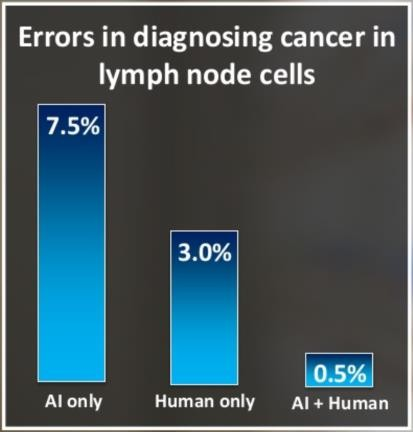 Errors in diagnosing cancer in
lymph node cells
7.5%
3.0%
0.5%
AI only
Human only
AI + Human